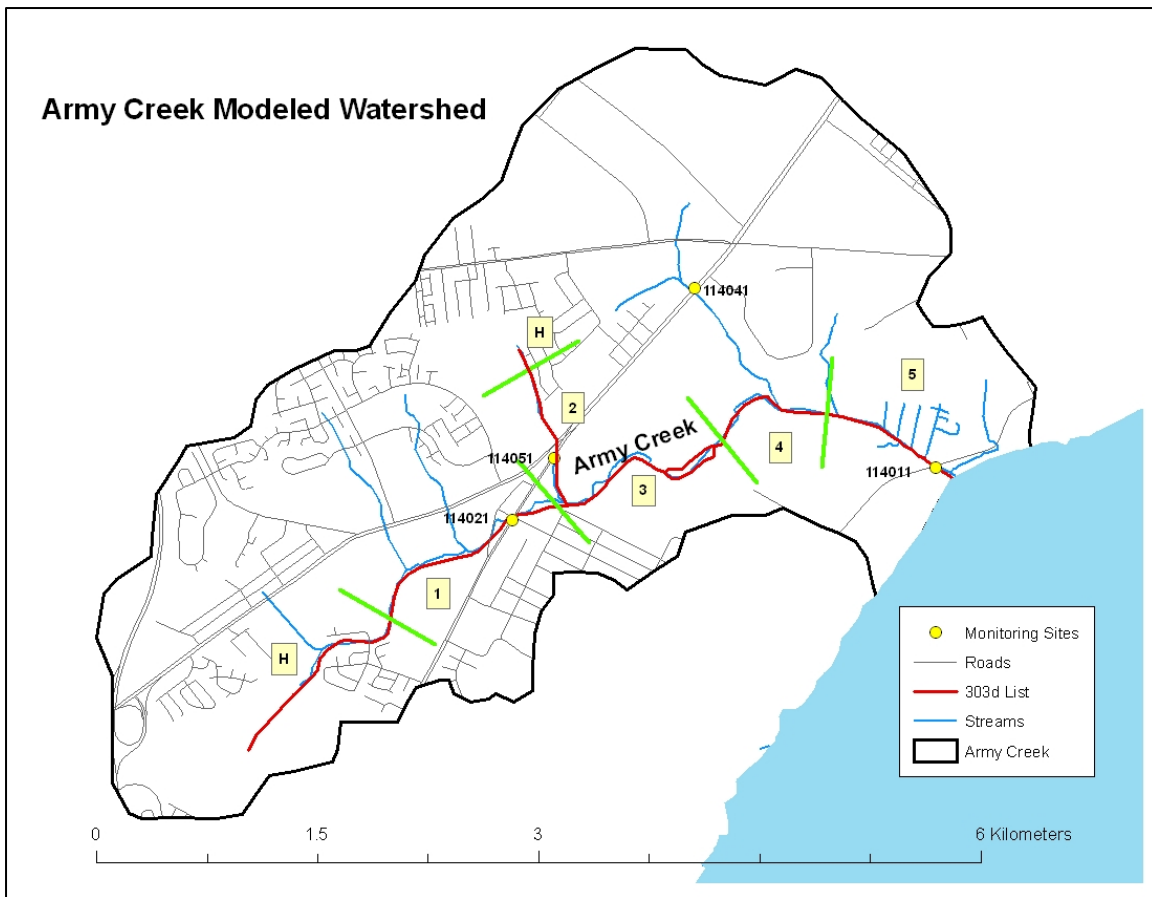 Army Creek Modeled Watershed
114041
H
5
2
114051
Army Creek
4
114011
3
114021
1
H
Monitoring Sites
Roads
303d List
Streams
Army Creek
0 1.5 3 6 Kilometers